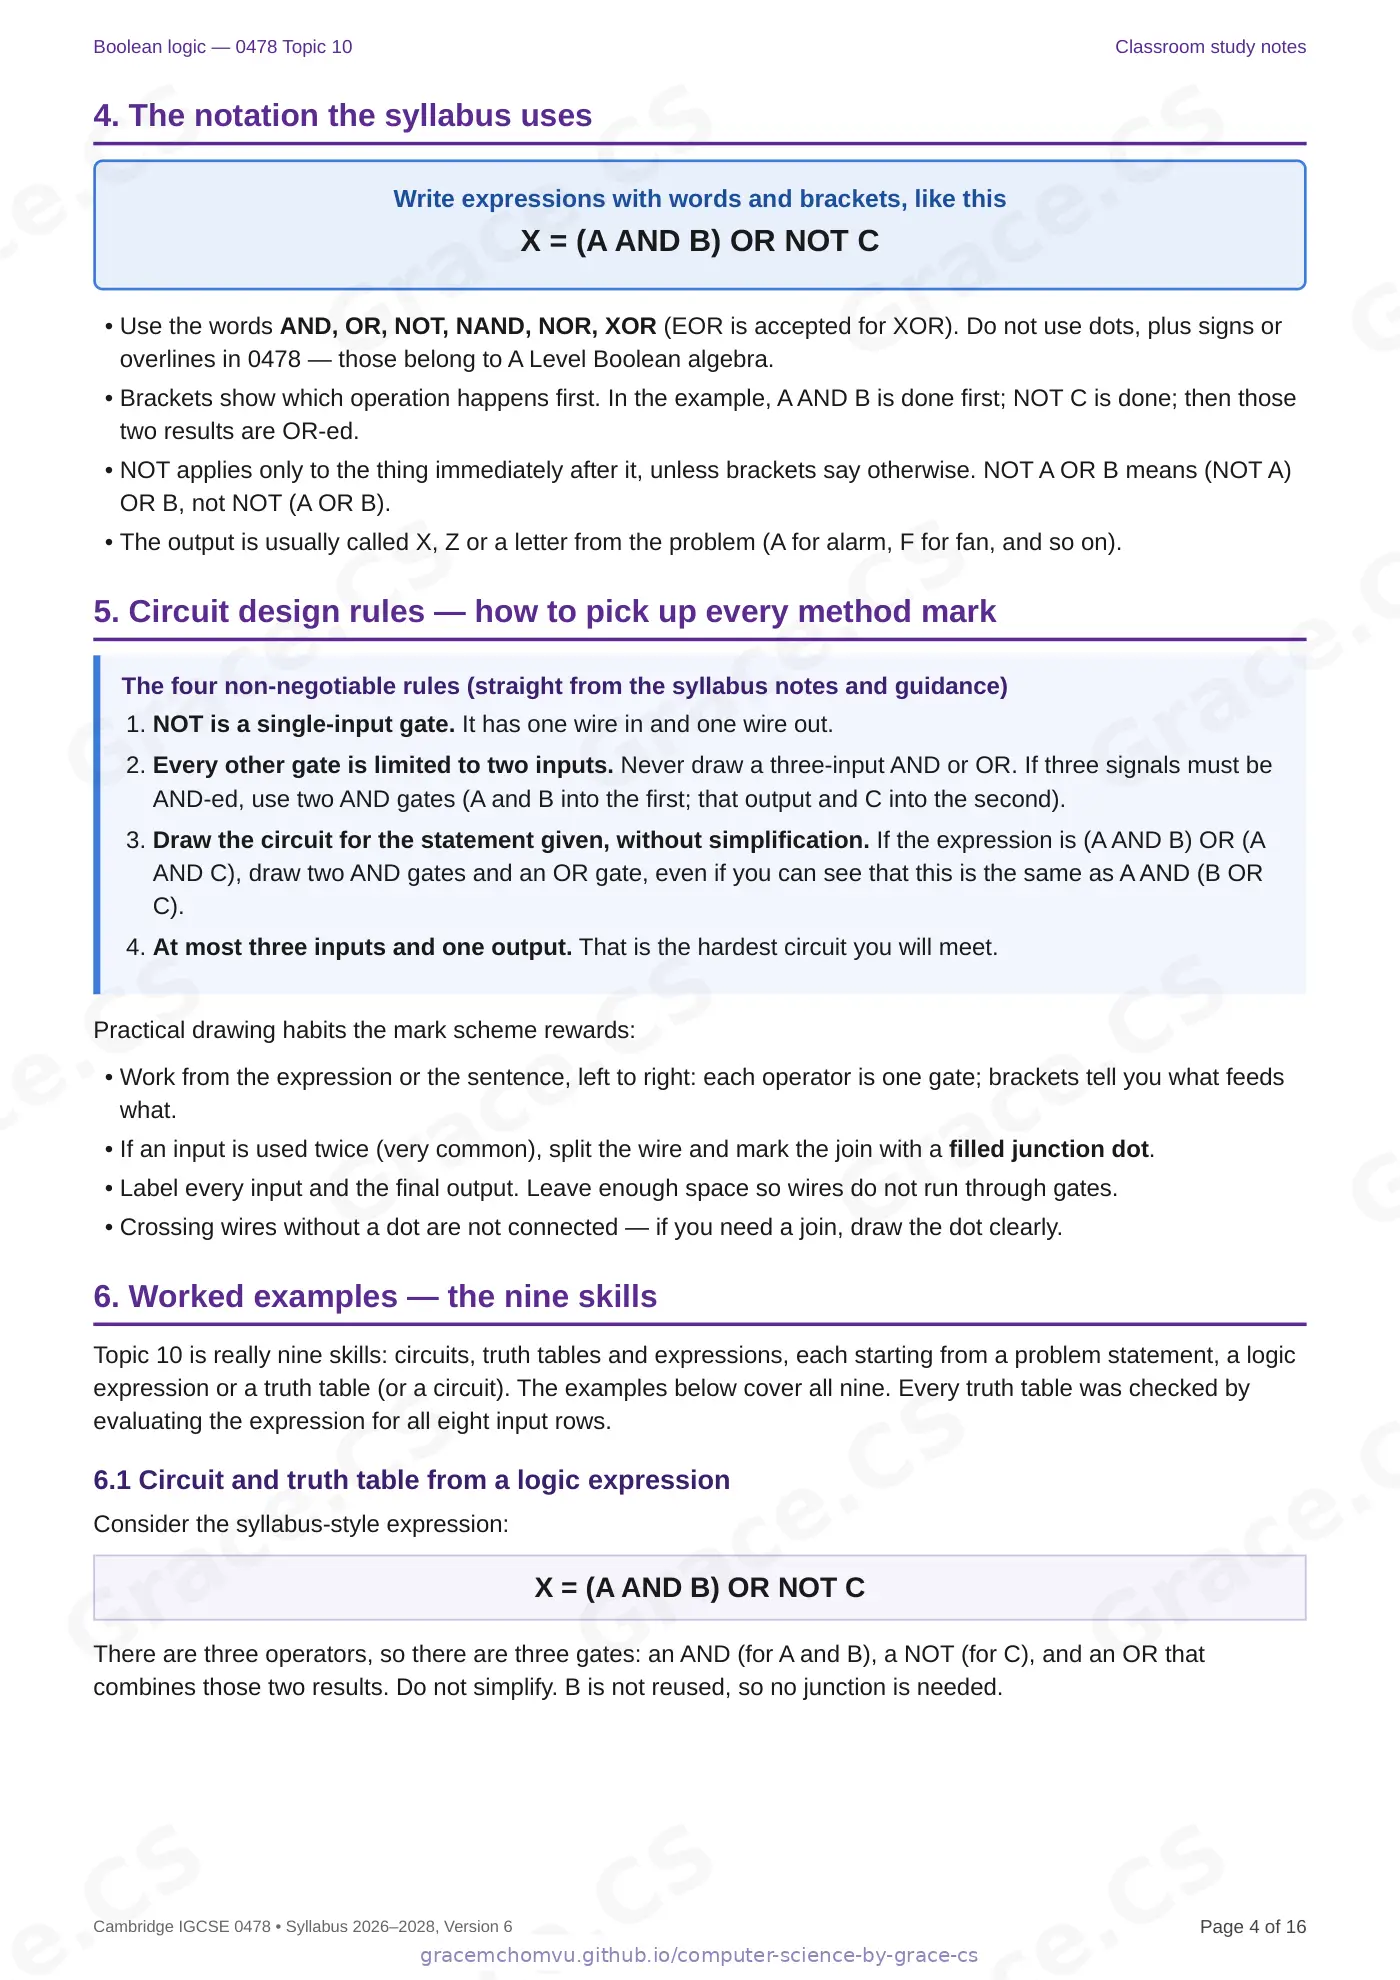 Boolean logic — 0478 Topic 10
Classroom study notes
4. The notation the syllabus uses
Write expressions with words and brackets, like this
X = (A AND B) OR NOT C
• Use the words AND, OR, NOT, NAND, NOR, XOR (EOR is accepted for XOR). Do not use dots, plus signs or
overlines in 0478 — those belong to A Level Boolean algebra.
• Brackets show which operation happens first. In the example, A AND B is done first; NOT C is done; then those
two results are OR-ed.
• NOT applies only to the thing immediately after it, unless brackets say otherwise. NOT A OR B means (NOT A)
OR B, not NOT (A OR B).
• The output is usually called X, Z or a letter from the problem (A for alarm, F for fan, and so on).
5. Circuit design rules — how to pick up every method mark
The four non-negotiable rules (straight from the syllabus notes and guidance)
1. NOT is a single-input gate. It has one wire in and one wire out.
2. Every other gate is limited to two inputs. Never draw a three-input AND or OR. If three signals must be
AND-ed, use two AND gates (A and B into the first; that output and C into the second).
3. Draw the circuit for the statement given, without simplification. If the expression is (A AND B) OR (A
AND C), draw two AND gates and an OR gate, even if you can see that this is the same as A AND (B OR
C).
4. At most three inputs and one output. That is the hardest circuit you will meet.
Practical drawing habits the mark scheme rewards:
• Work from the expression or the sentence, left to right: each operator is one gate; brackets tell you what feeds
what.
• If an input is used twice (very common), split the wire and mark the join with a filled junction dot.
• Label every input and the final output. Leave enough space so wires do not run through gates.
• Crossing wires without a dot are not connected — if you need a join, draw the dot clearly.
6. Worked examples — the nine skills
Topic 10 is really nine skills: circuits, truth tables and expressions, each starting from a problem statement, a logic
expression or a truth table (or a circuit). The examples below cover all nine. Every truth table was checked by
evaluating the expression for all eight input rows.
6.1 Circuit and truth table from a logic expression
Consider the syllabus-style expression:
X = (A AND B) OR NOT C
There are three operators, so there are three gates: an AND (for A and B), a NOT (for C), and an OR that
combines those two results. Do not simplify. B is not reused, so no junction is needed.
Cambridge IGCSE 0478 • Syllabus 2026–2028, Version 6
Page 4 of 16
gracemchomvu.github.io/computer-science-by-grace-cs
Grace.CS